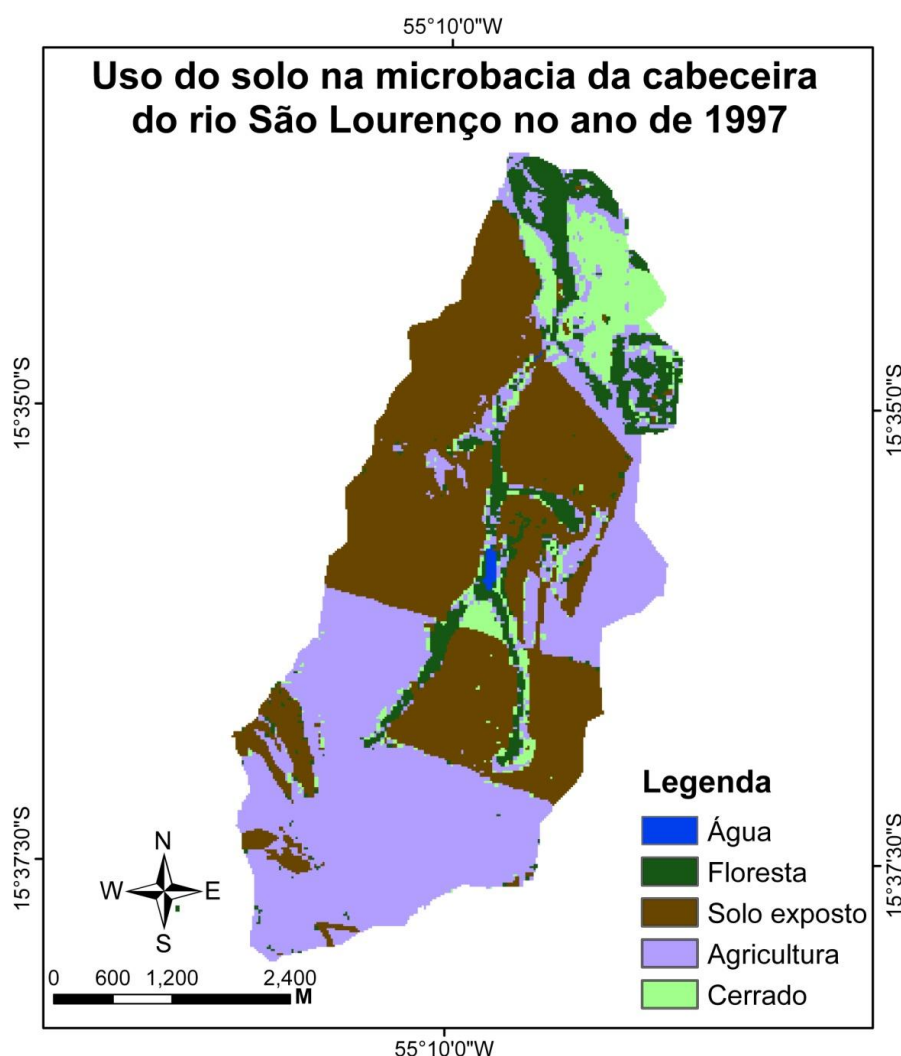 55°10'0"W
Uso do solo na microbacia da cabeceira
do rio São Lourenço no ano de 1997
15°35'0"S
15°35'0"S
Legenda
Água
Floresta
Solo exposto
Agricultura
Cerrado
15°37'30"S
15°37'30"S
N
W E
S
0 600 1,200 2,400
M
55°10'0"W